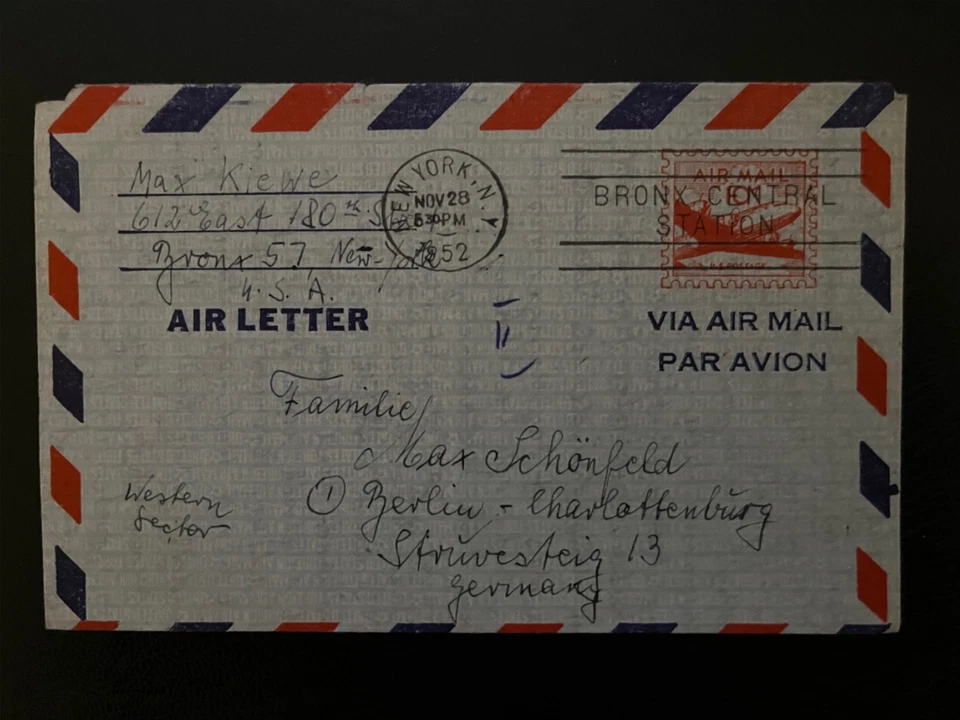 Max Kiewe
612 East 180th St
Bronx 57, New-York
U. S. A.
NEW YORK, N.Y.
NOV 28
5 30 PM
1952
AIR MAIL
BRONX CENTRAL
STATION
U.S. POSTAGE
AIR LETTER
II
VIA AIR MAIL
PAR AVION
Familie
Max Schönfeld
① Berlin - Charlottenburg
Western
Sector
Struvesteig 13
Germany